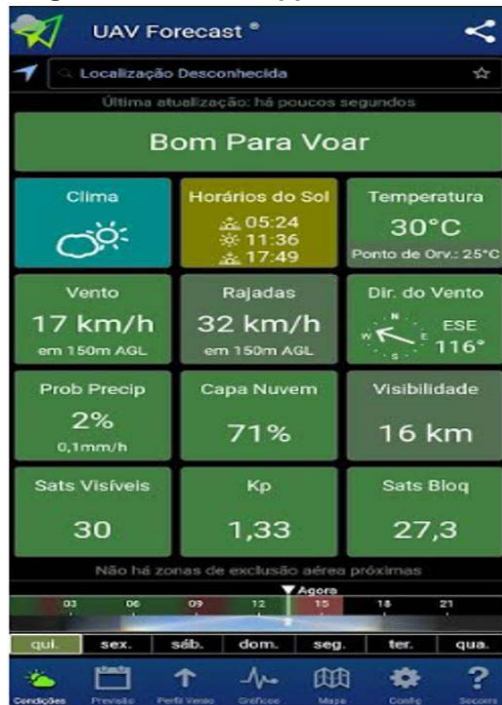 UAV Forecast ®
Localização Desconhecida
Última atualização: há poucos segundos
Bom Para Voar
Clima
Horários do Sol
05:24
11:36
17:49
Temperatura
30°C
Ponto de Orv.: 25°C
Vento
17 km/h
em 150m AGL
Rajadas
32 km/h
em 150m AGL
Dir. do Vento
N
W E
S
ESE
116°
Prob Precip
2%
0,1mm/h
Capa Nuvem
71%
Visibilidade
16 km
Sats Visíveis
30
Kp
1,33
Sats Bloq
27,3
Não há zonas de exclusão aérea próximas
Agora
03 06 09 12 15 18 21
qui. sex. sáb. dom. seg. ter. qua.
Condições Previsão Perfil Vento Gráficos Mapa Config Socorro